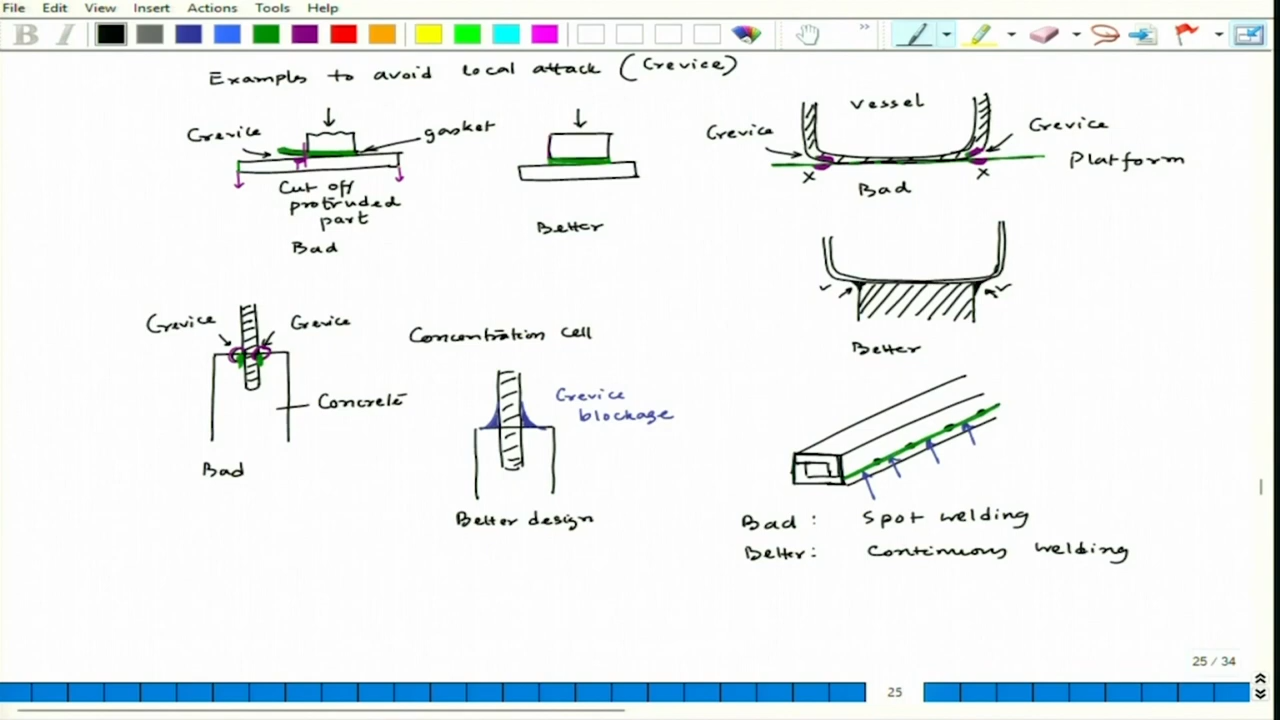 File Edit View Insert Actions Tools Help
B I
Examples to avoid local attack (Crevice)
Crevice
gasket
Cut off
protruded
part
Bad
Better
Vessel
Crevice
Crevice
Platform
x
x
Bad
Better
Crevice
Crevice
Concrete
Bad
Concentration cell
Crevice
blockage
Better design
Bad : Spot welding
Better: Continuous welding
25 / 34
25